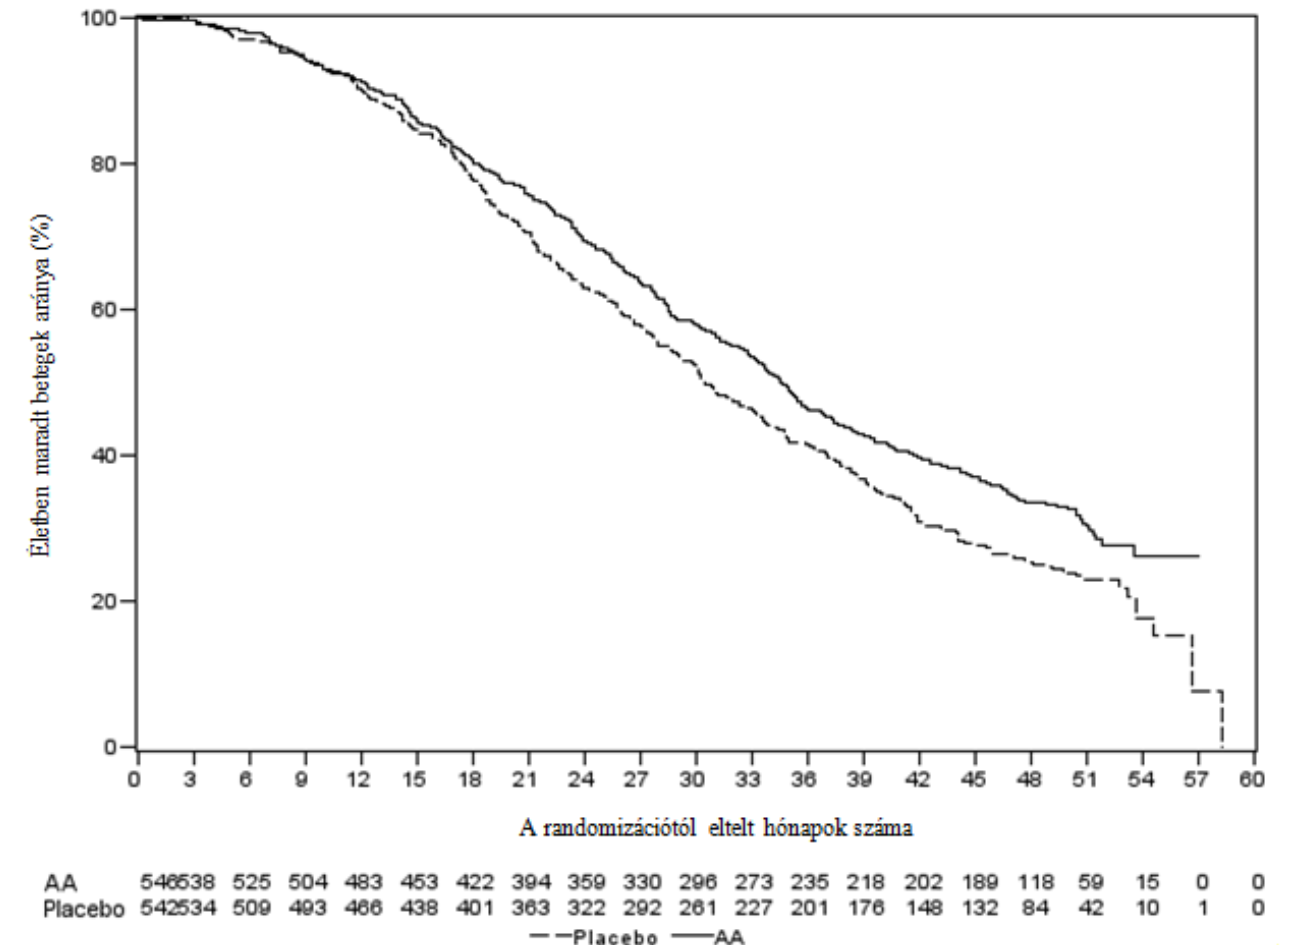 Életben maradt betegek aránya (%)
100
80
60
40
20
0
0 3 6 9 12 15 18 21 24 27 30 33 36 39 42 45 48 51 54 57 60
A randomizációtól eltelt hónapok száma
AA 546538 525 504 483 453 422 394 359 330 296 273 235 218 202 189 118 59 15 0 0
Placebo 542534 509 493 466 438 401 363 322 292 261 227 201 176 148 132 84 42 10 1 0
Placebo AA